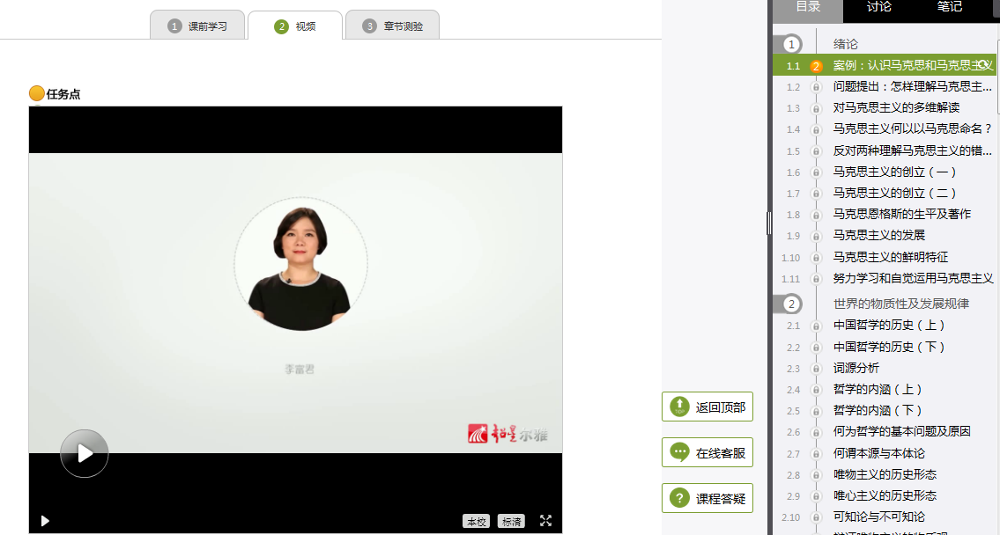 1 课前学习
2 视频
3 章节测验
任务点
李富君
超星尔雅
本校
标清
返回顶部
TOP
在线客服
? 课程答疑
目录
讨论
笔记
1 绪论
1.1 2 案例：认识马克思和马克思主义
1.2 问题提出：怎样理解马克思主...
1.3 对马克思主义的多维解读
1.4 马克思主义何以以马克思命名？
1.5 反对两种理解马克思主义的错...
1.6 马克思主义的创立（一）
1.7 马克思主义的创立（二）
1.8 马克思恩格斯的生平及著作
1.9 马克思主义的发展
1.10 马克思主义的鲜明特征
1.11 努力学习和自觉运用马克思主义
2 世界的物质性及发展规律
2.1 中国哲学的历史（上）
2.2 中国哲学的历史（下）
2.3 词源分析
2.4 哲学的内涵（上）
2.5 哲学的内涵（下）
2.6 何为哲学的基本问题及原因
2.7 何谓本源与本体论
2.8 唯物主义的历史形态
2.9 唯心主义的历史形态
2.10 可知论与不可知论